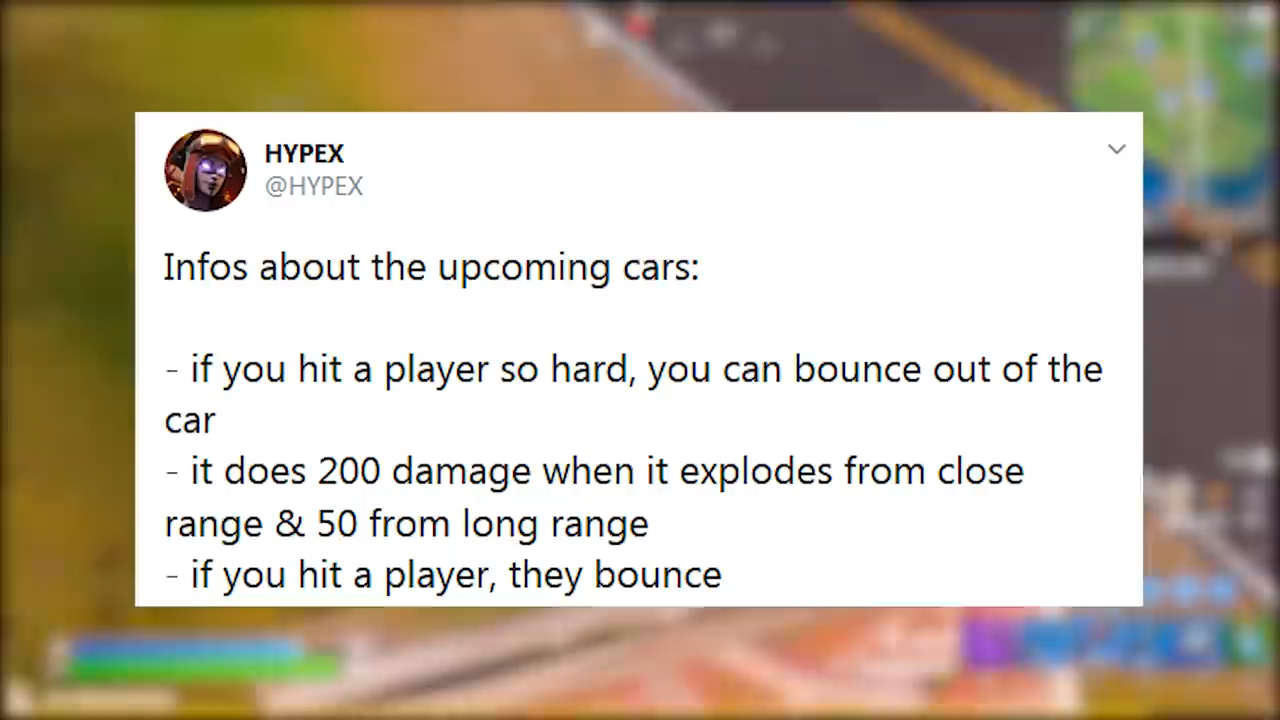 HYPEX
@HYPEX
Infos about the upcoming cars:
- if you hit a player so hard, you can bounce out of the
car
- it does 200 damage when it explodes from close
range & 50 from long range
- if you hit a player, they bounce